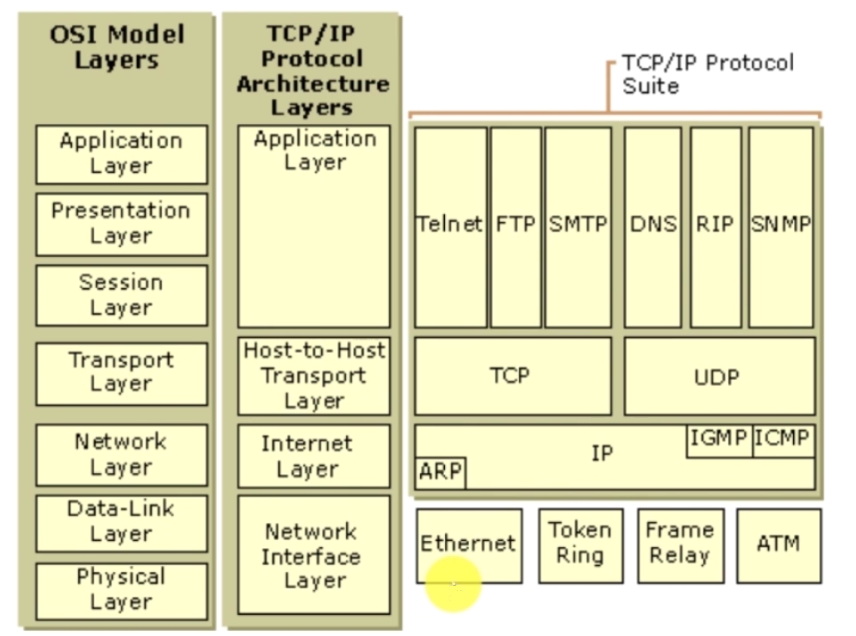 OSI Model
Layers
TCP/IP
Protocol
Architecture
Layers
TCP/IP Protocol
Suite
Application
Layer
Presentation
Layer
Session
Layer
Transport
Layer
Network
Layer
Data-Link
Layer
Physical
Layer
Application
Layer
Host-to-Host
Transport
Layer
Internet
Layer
Network
Interface
Layer
Telnet
FTP
SMTP
DNS
RIP
SNMP
TCP
UDP
IP
IGMP
ICMP
ARP
Ethernet
Token
Ring
Frame
Relay
ATM